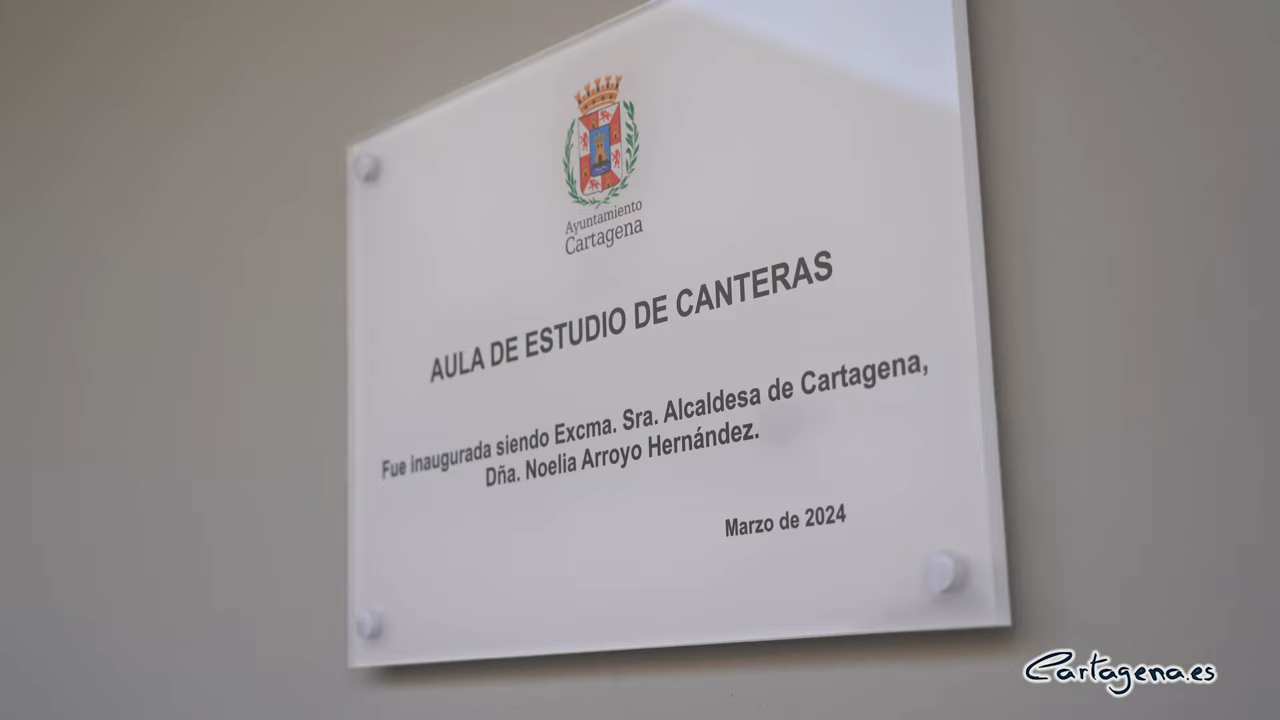 Ayuntamiento
Cartagena
AULA DE ESTUDIO DE CANTERAS
Fue inaugurada siendo Excma. Sra. Alcaldesa de Cartagena,
Dña. Noelia Arroyo Hernández.
Marzo de 2024
Cartagena.es